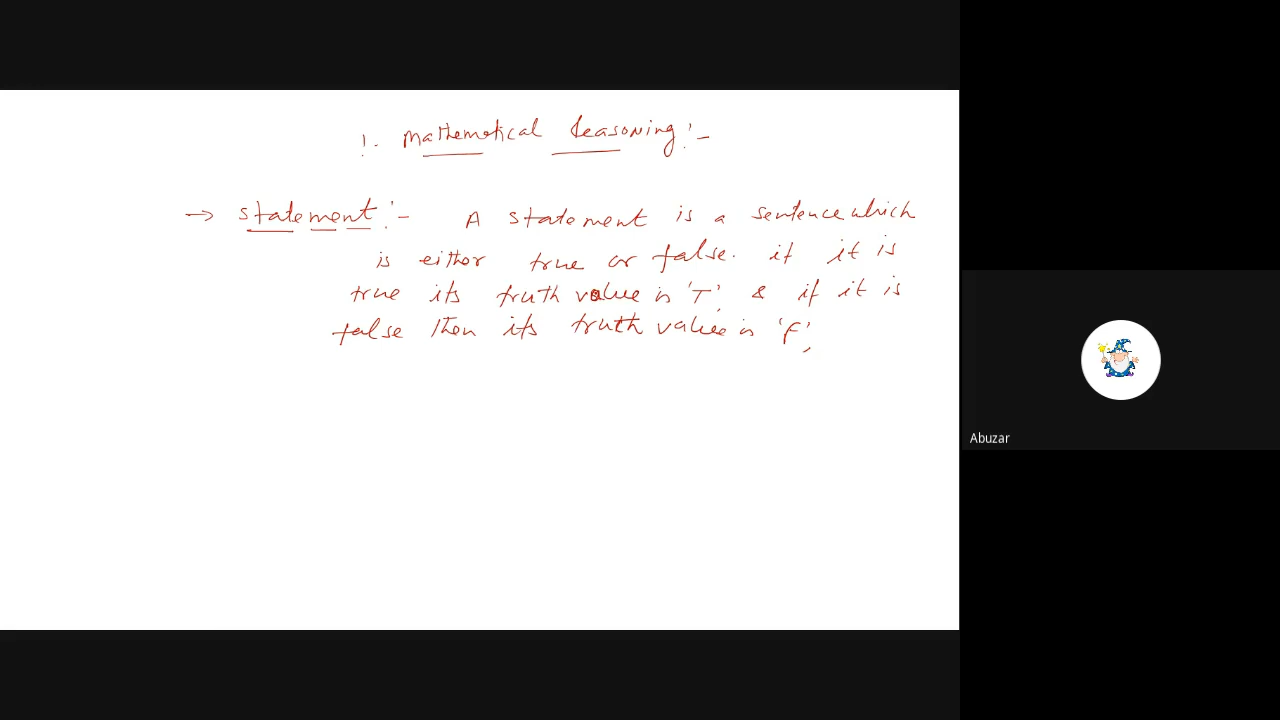 1. Mathematical Reasoning :-
→ Statement :- A statement is a sentence which
is either true or false. if it is
true its truth value is 'T' & if it is
false then its truth value is 'F',
Abuzar